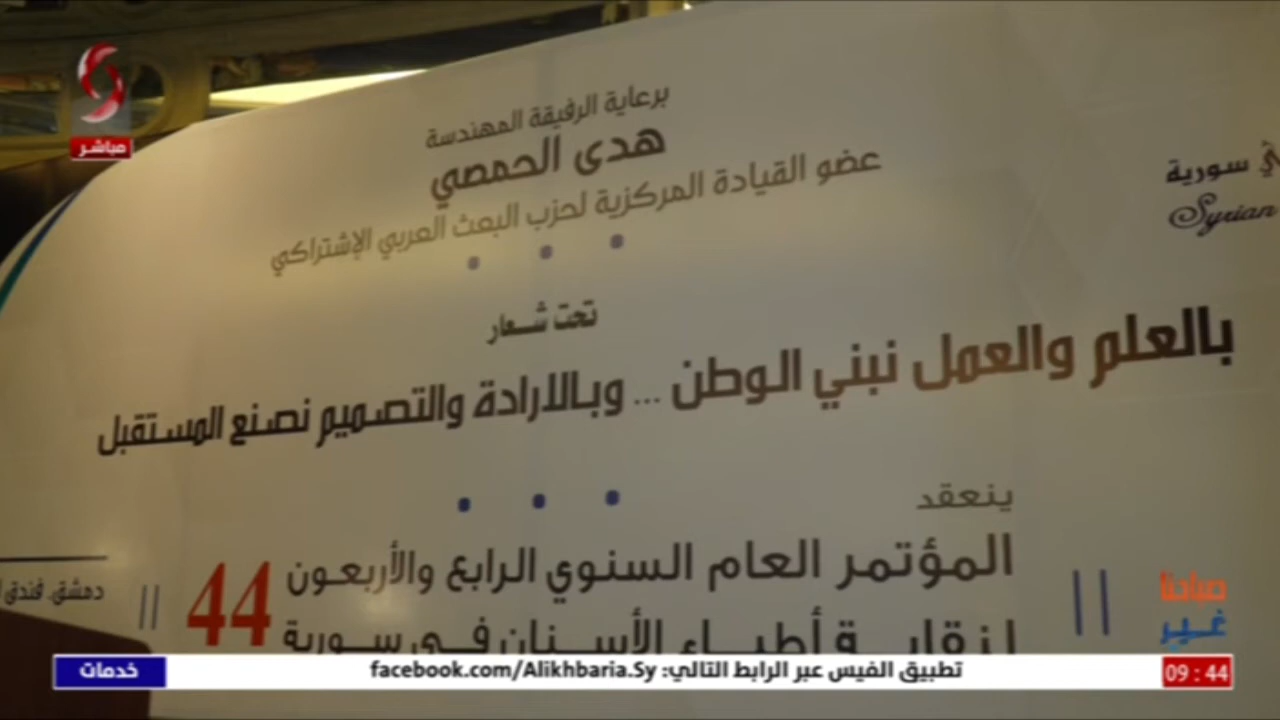 مباشر
برعاية الرفيقة المهندسة
هدى الحمصي
عضو القيادة المركزية لحزب البعث العربي الإشتراكي
سورية
Syrian
تحت شعار
بالعلم والعمل نبني الوطن ... وبالارادة والتصميم نصنع المستقبل
ينعقد
المؤتمر العام السنوي الرابع والأربعون
44
لنقابة أطباء الأسنان في سورية
دمشق، فندق
صباحنا
غير
خدمات
تطبيق الفيس عبر الرابط التالي: facebook.com/Alikhbaria.Sy
09 : 44